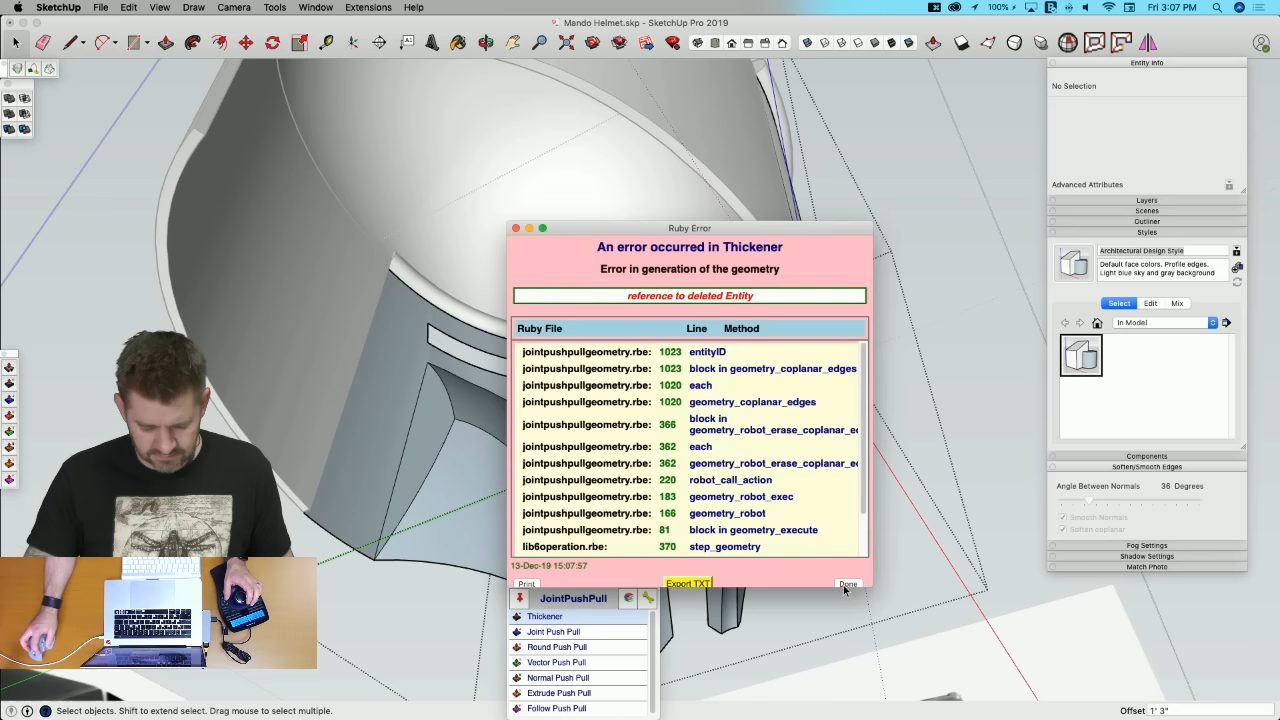 SketchUp File Edit View Draw Camera Tools Window Extensions Help
100% Fri 3:07 PM
Mando Helmet.skp - SketchUp Pro 2019
Entity Info
No Selection
Advanced Attributes
Layers
Scenes
Outliner
Styles
Architectural Design Style
Default face colors. Profile edges.
Light blue sky and gray background
Select Edit Mix
In Model
Components
Soften/Smooth Edges
Angle Between Normals 36 Degrees
Smooth Normals
Soften coplanar
Fog Settings
Shadow Settings
Match Photo
Ruby Error
An error occurred in Thickener
Error in generation of the geometry
reference to deleted Entity
Ruby File Line Method
jointpushpullgeometry.rbe: 1023 entityID
jointpushpullgeometry.rbe: 1023 block in geometry_coplanar_edges
jointpushpullgeometry.rbe: 1020 each
jointpushpullgeometry.rbe: 1020 geometry_coplanar_edges
jointpushpullgeometry.rbe: 366 block in
geometry_robot_erase_coplanar_e
jointpushpullgeometry.rbe: 362 each
jointpushpullgeometry.rbe: 362 geometry_robot_erase_coplanar_e
jointpushpullgeometry.rbe: 220 robot_call_action
jointpushpullgeometry.rbe: 183 geometry_robot_exec
jointpushpullgeometry.rbe: 166 geometry_robot
jointpushpullgeometry.rbe: 81 block in geometry_execute
lib6operation.rbe: 370 step_geometry
13-Dec-19 15:07:57
Print Export TXT Done
JointPushPull
Thickener
Joint Push Pull
Round Push Pull
Vector Push Pull
Normal Push Pull
Extrude Push Pull
Follow Push Pull
Select objects. Shift to extend select. Drag mouse to select multiple.
Offset 1' 3"